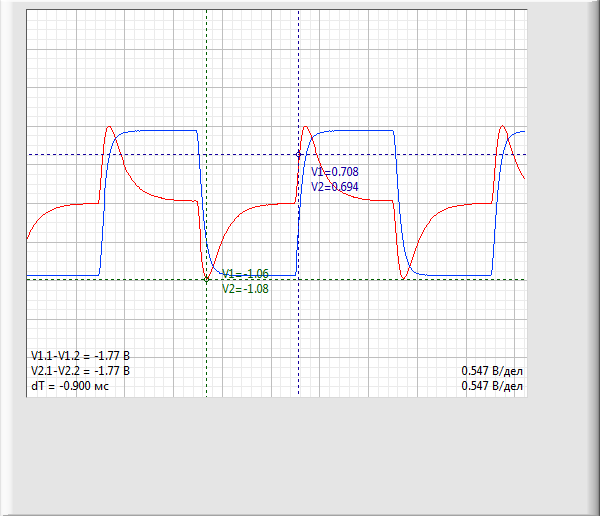 V1=0.708
V2=0.694
V1=-1.06
V2=-1.08
V1.1-V1.2 = -1.77 В
V2.1-V2.2 = -1.77 В
0.547 В/дел
dT = -0.900 мс
0.547 В/дел